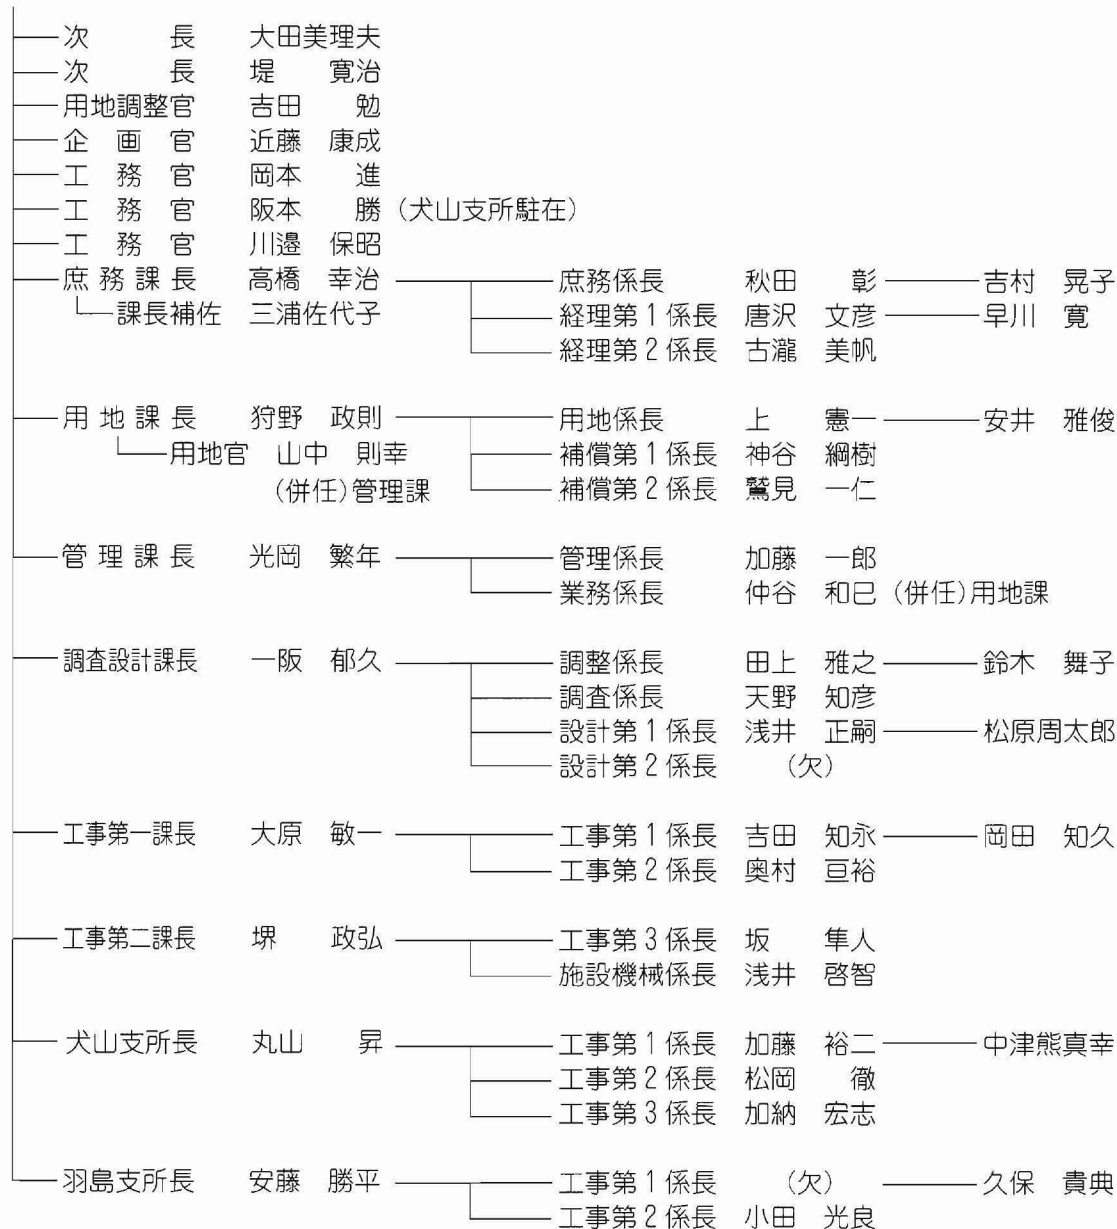 次長 大田美理夫
次長 堤 寛治
用地調整官 吉田 勉
企画官 近藤 康成
工務官 岡本 進
工務官 阪本 勝 (犬山支所駐在)
工務官 川邉 保昭
庶務課長 高橋 幸治 庶務係長 秋田 彰 吉村 晃子
課長補佐 三浦佐代子 経理第1係長 唐沢 文彦 早川 寛
経理第2係長 古瀧 美帆
用地課長 狩野 政則 用地係長 上 憲一 安井 雅俊
用地官 山中 則幸 補償第1係長 神谷 綱樹
(併任)管理課 補償第2係長 鷲見 一仁
管理課長 光岡 繁年 管理係長 加藤 一郎
業務係長 仲谷 和巳 (併任)用地課
調査設計課長 一阪 郁久 調整係長 田上 雅之 鈴木 舞子
調査係長 天野 知彦
設計第1係長 浅井 正嗣 松原周太郎
設計第2係長 (欠)
工事第一課長 大原 敏一 工事第1係長 吉田 知永 岡田 知久
工事第2係長 奥村 亘裕
工事第二課長 堺 政弘 工事第3係長 坂 隼人
施設機械係長 浅井 啓智
犬山支所長 丸山 昇 工事第1係長 加藤 裕二 中津熊真幸
工事第2係長 松岡 徹
工事第3係長 加納 宏志
羽島支所長 安藤 勝平 工事第1係長 (欠) 久保 貴典
工事第2係長 小田 光良